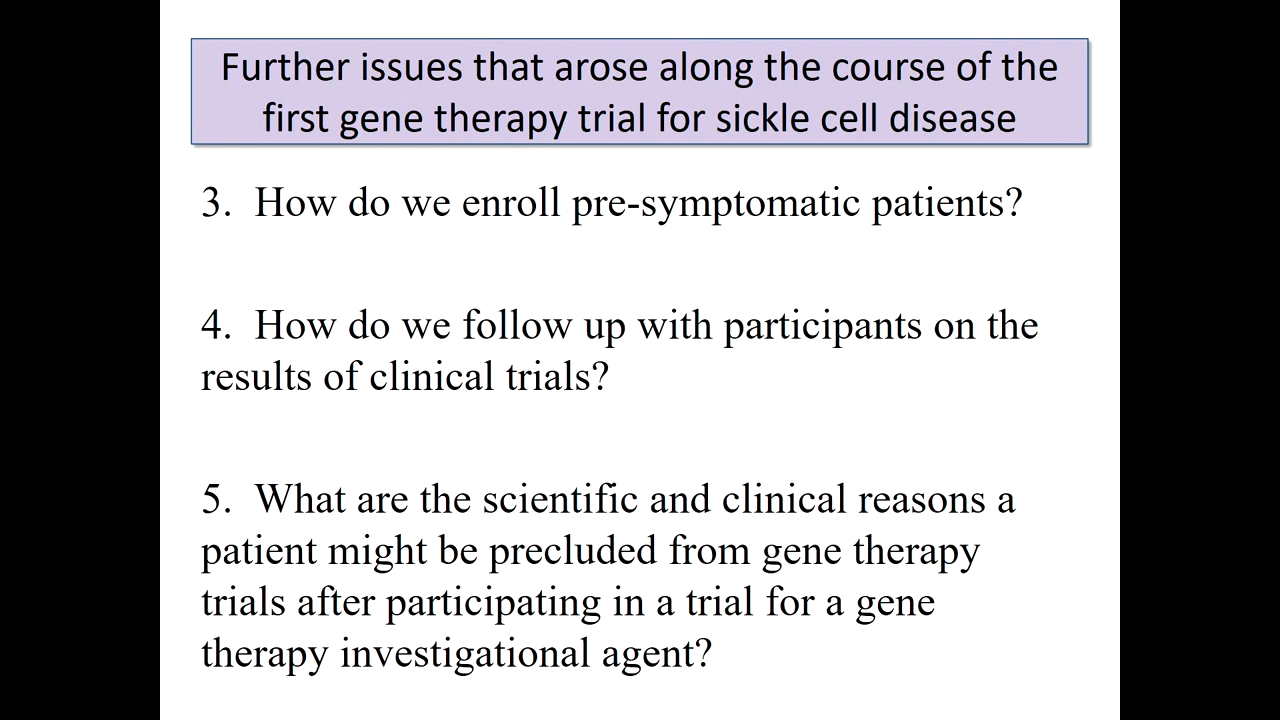 Further issues that arose along the course of the
first gene therapy trial for sickle cell disease
3. How do we enroll pre-symptomatic patients?
4. How do we follow up with participants on the
results of clinical trials?
5. What are the scientific and clinical reasons a
patient might be precluded from gene therapy
trials after participating in a trial for a gene
therapy investigational agent?